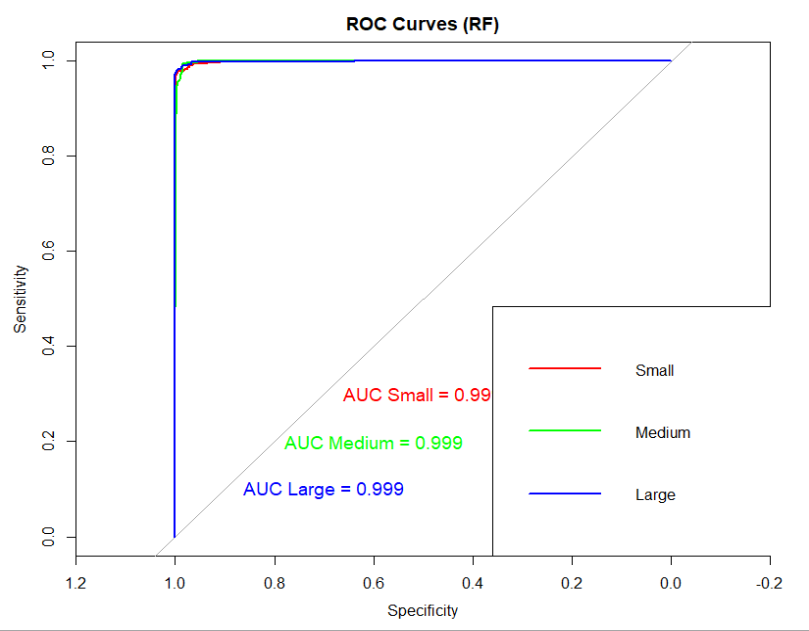 ROC Curves (RF)
Sensitivity
1.0
0.8
0.6
0.4
0.2
0.0
AUC Small = 0.99
AUC Medium = 0.999
AUC Large = 0.999
Small
Medium
Large
1.2 1.0 0.8 0.6 0.4 0.2 0.0 -0.2
Specificity